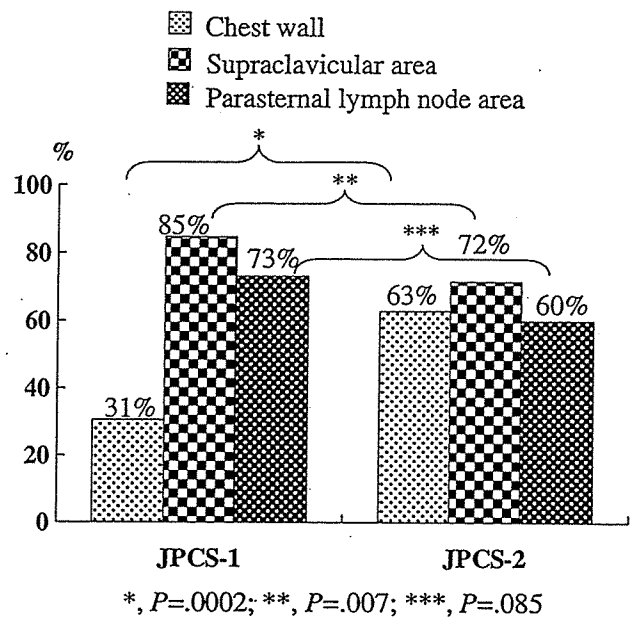 Chest wall
Supraclavicular area
Parasternal lymph node area
%
*
**
***
100
80
60
40
20
0
85%
73%
31%
72%
63%
60%
JPCS-1
JPCS-2
*, P=.0002; **, P=.007; ***, P=.085